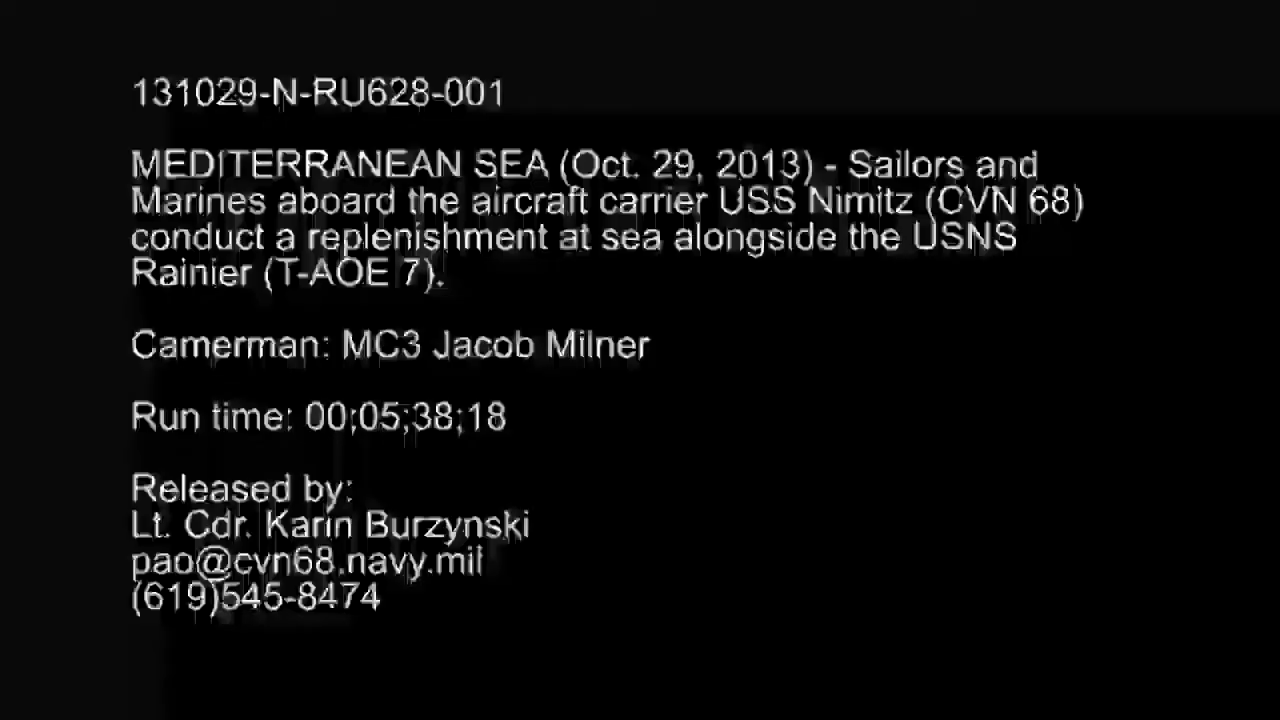 131029-N-RU628-001
MEDITERRANEAN SEA (Oct. 29, 2013) - Sailors and
Marines aboard the aircraft carrier USS Nimitz (CVN 68)
conduct a replenishment at sea alongside the USNS
Rainier (T-AOE 7).
Camerman: MC3 Jacob Milner
Run time: 00;05;38;18
Released by:
Lt. Cdr. Karin Burzynski
pao@cvn68.navy.mil
(619)545-8474